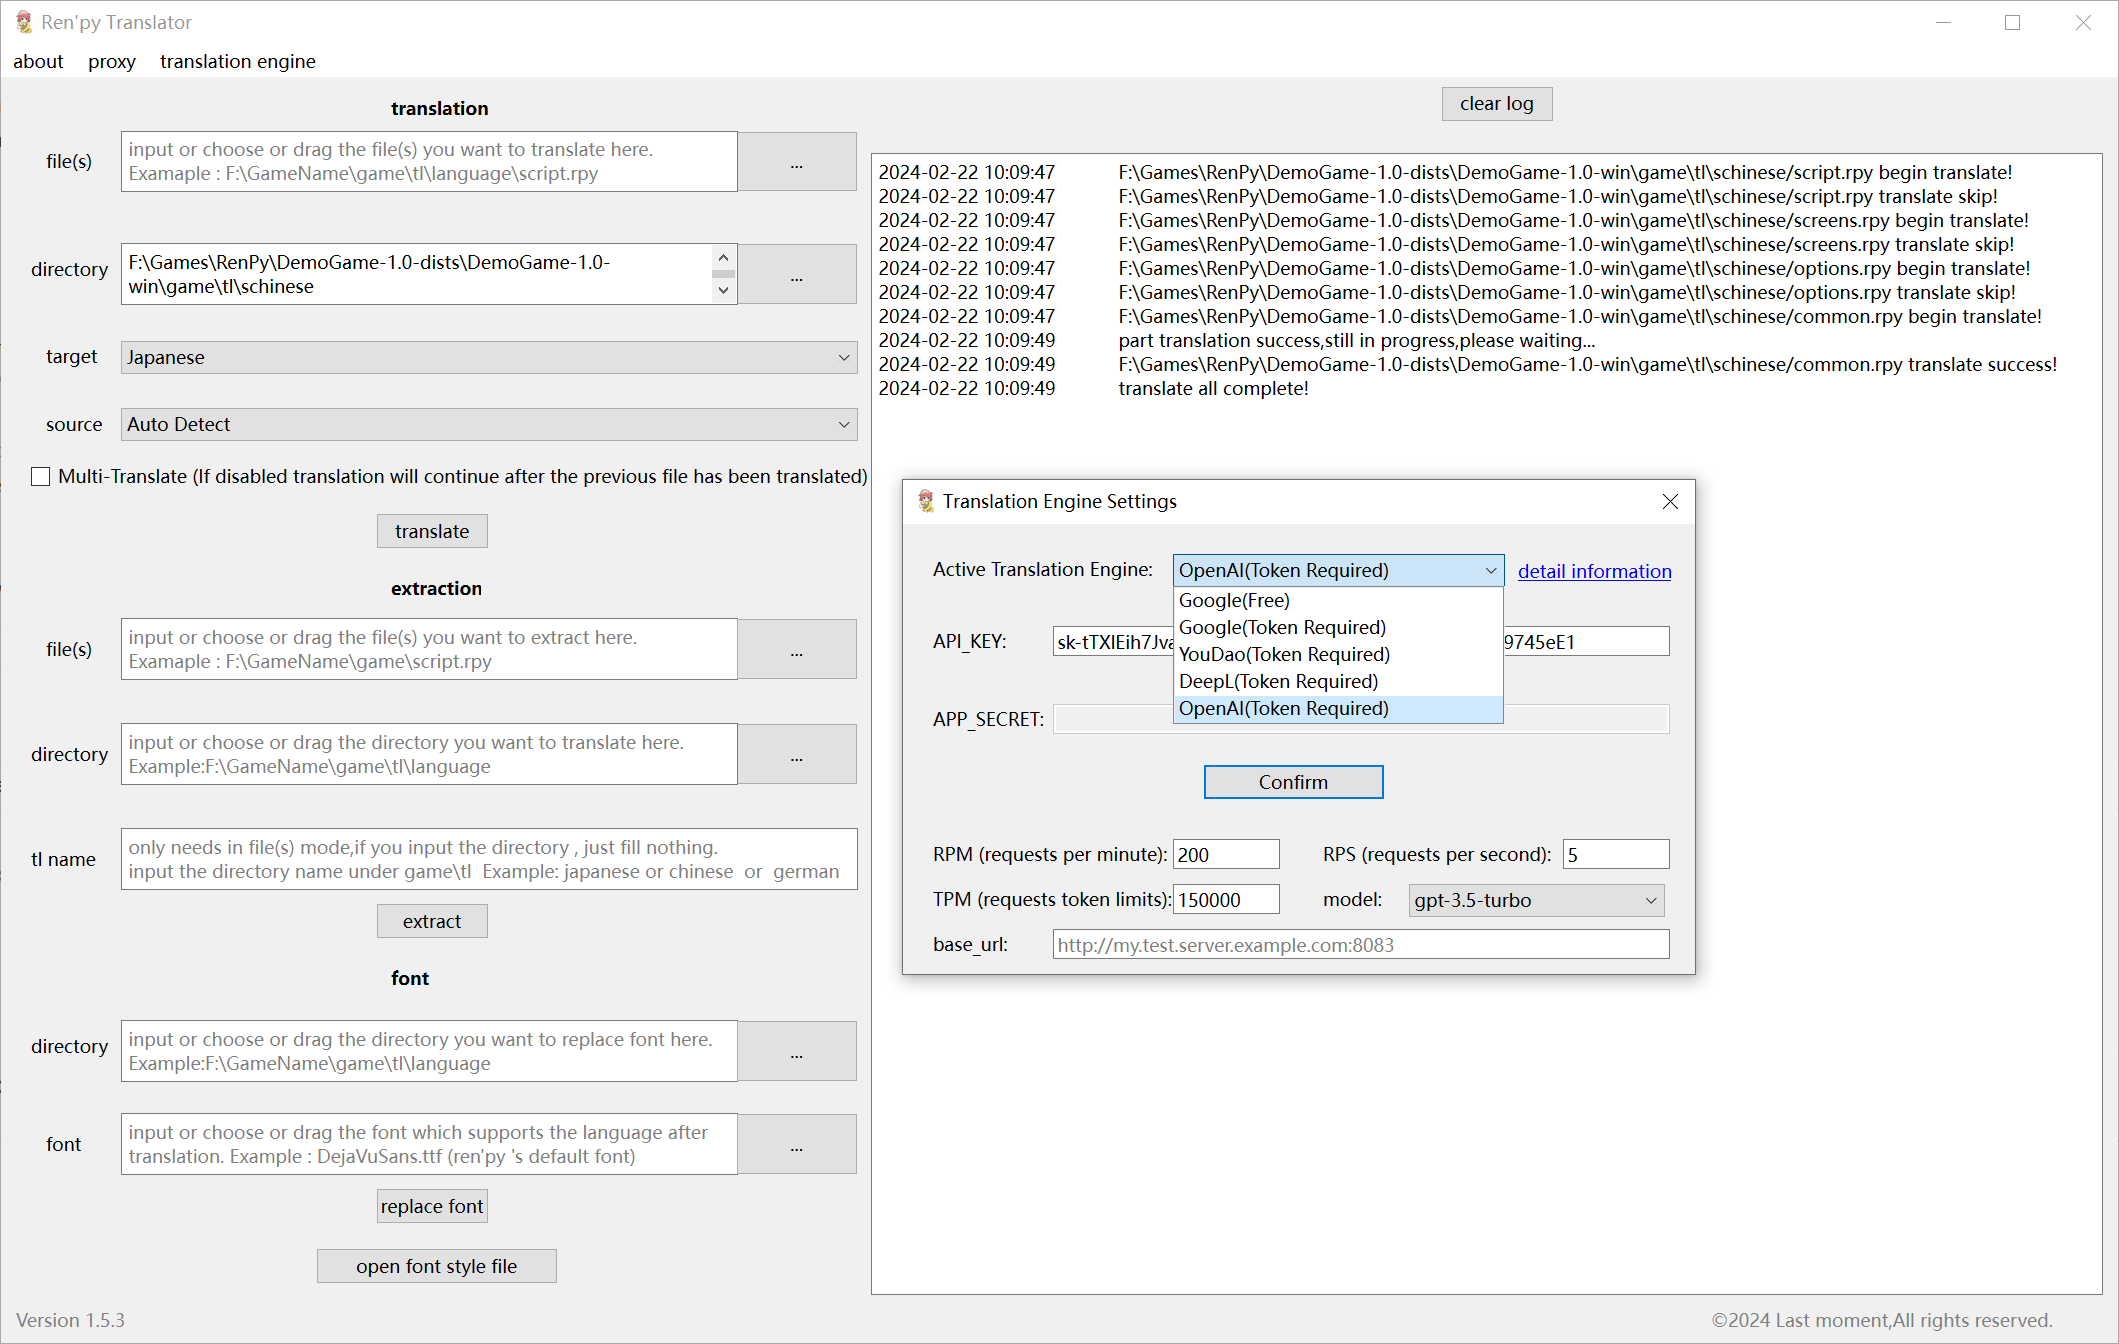 Ren'py Translator
about proxy translation engine
translation
file(s)
input or choose or drag the file(s) you want to translate here.
Examaple : F:\GameName\game\tl\language\script.rpy
...
directory
F:\Games\RenPy\DemoGame-1.0-dists\DemoGame-1.0-
win\game\tl\schinese
...
target Japanese
source Auto Detect
Multi-Translate (If disabled translation will continue after the previous file has been translated)
translate
extraction
file(s)
input or choose or drag the file(s) you want to extract here.
Examaple : F:\GameName\game\script.rpy
...
directory
input or choose or drag the directory you want to translate here.
Example:F:\GameName\game\tl\language
...
tl name
only needs in file(s) mode,if you input the directory , just fill nothing.
input the directory name under game\tl  Example: japanese or chinese  or  german
extract
font
directory
input or choose or drag the directory you want to replace font here.
Example:F:\GameName\game\tl\language
...
font
input or choose or drag the font which supports the language after
translation. Example : DejaVuSans.ttf (ren'py 's default font)
...
replace font
open font style file
clear log
2024-02-22 10:09:47 F:\Games\RenPy\DemoGame-1.0-dists\DemoGame-1.0-win\game\tl\schinese/script.rpy begin translate!
2024-02-22 10:09:47 F:\Games\RenPy\DemoGame-1.0-dists\DemoGame-1.0-win\game\tl\schinese/script.rpy translate skip!
2024-02-22 10:09:47 F:\Games\RenPy\DemoGame-1.0-dists\DemoGame-1.0-win\game\tl\schinese/screens.rpy begin translate!
2024-02-22 10:09:47 F:\Games\RenPy\DemoGame-1.0-dists\DemoGame-1.0-win\game\tl\schinese/screens.rpy translate skip!
2024-02-22 10:09:47 F:\Games\RenPy\DemoGame-1.0-dists\DemoGame-1.0-win\game\tl\schinese/options.rpy begin translate!
2024-02-22 10:09:47 F:\Games\RenPy\DemoGame-1.0-dists\DemoGame-1.0-win\game\tl\schinese/options.rpy translate skip!
2024-02-22 10:09:47 F:\Games\RenPy\DemoGame-1.0-dists\DemoGame-1.0-win\game\tl\schinese/common.rpy begin translate!
2024-02-22 10:09:49 part translation success,still in progress,please waiting...
2024-02-22 10:09:49 F:\Games\RenPy\DemoGame-1.0-dists\DemoGame-1.0-win\game\tl\schinese/common.rpy translate success!
2024-02-22 10:09:49 translate all complete!
Translation Engine Settings
Active Translation Engine: OpenAI(Token Required) detail information
Google(Free)
Google(Token Required)
YouDao(Token Required)
DeepL(Token Required)
OpenAI(Token Required)
API_KEY: 9745eE1
APP_SECRET:
Confirm
RPM (requests per minute): 200 RPS (requests per second): 5
TPM (requests token limits): 150000 model: gpt-3.5-turbo
base_url: http://my.test.server.example.com:8083
Version 1.5.3
©2024 Last moment,All rights reserved.